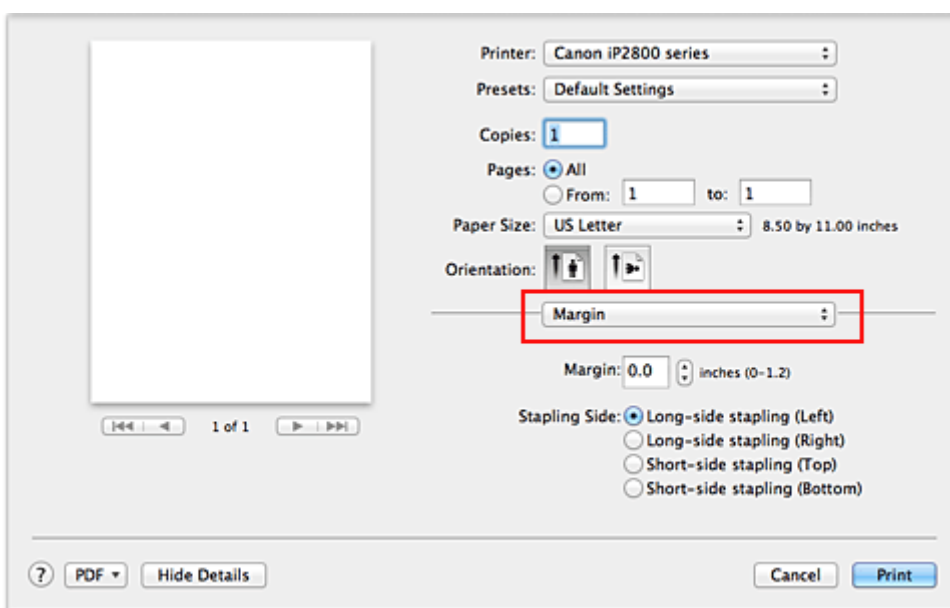 Printer: Canon iP2800 series
Presets: Default Settings
Copies: 1
Pages: All
From: 1 to: 1
Paper Size: US Letter 8.50 by 11.00 inches
Orientation:
Margin
Margin: 0.0 inches (0-1.2)
Stapling Side: Long-side stapling (Left)
Long-side stapling (Right)
Short-side stapling (Top)
Short-side stapling (Bottom)
1 of 1
? PDF Hide Details Cancel Print